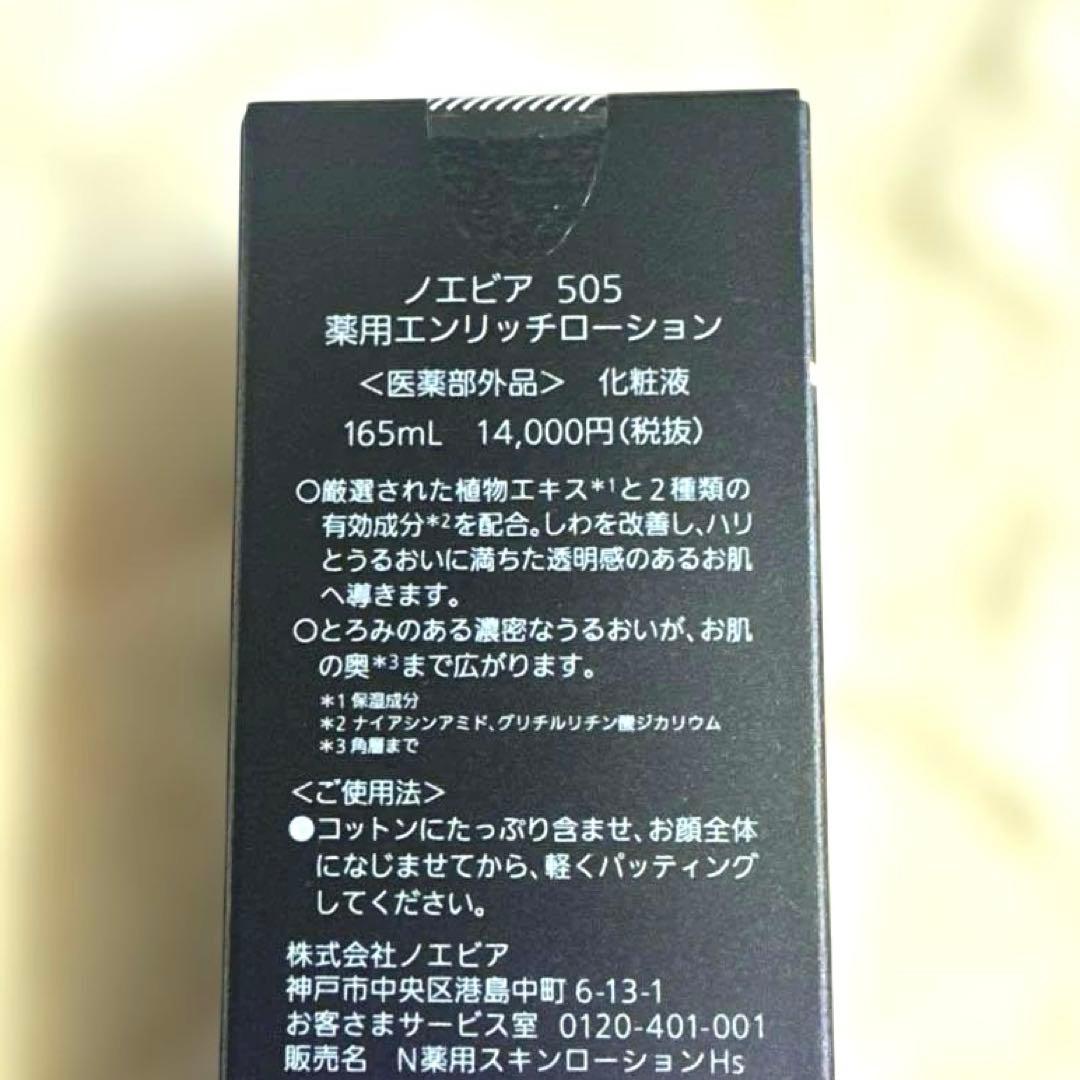 ノエビア 505
薬用エンリッチローション
＜医薬部外品＞ 化粧液
165mL 14,000円(税抜)
○厳選された植物エキス*1と2種類の
有効成分*2を配合。しわを改善し、ハリ
とうるおいに満ちた透明感のあるお肌
へ導きます。
○とろみのある濃密なうるおいが、お肌
の奥*3まで広がります。
*1 保湿成分
*2 ナイアシンアミド、グリチルリチン酸ジカリウム
*3 角層まで
＜ご使用法＞
●コットンにたっぷり含ませ、お顔全体
になじませてから、軽くパッティング
してください。
株式会社ノエビア
神戸市中央区港島中町 6-13-1
お客さまサービス室 0120-401-001
販売名 N薬用スキンローションHs